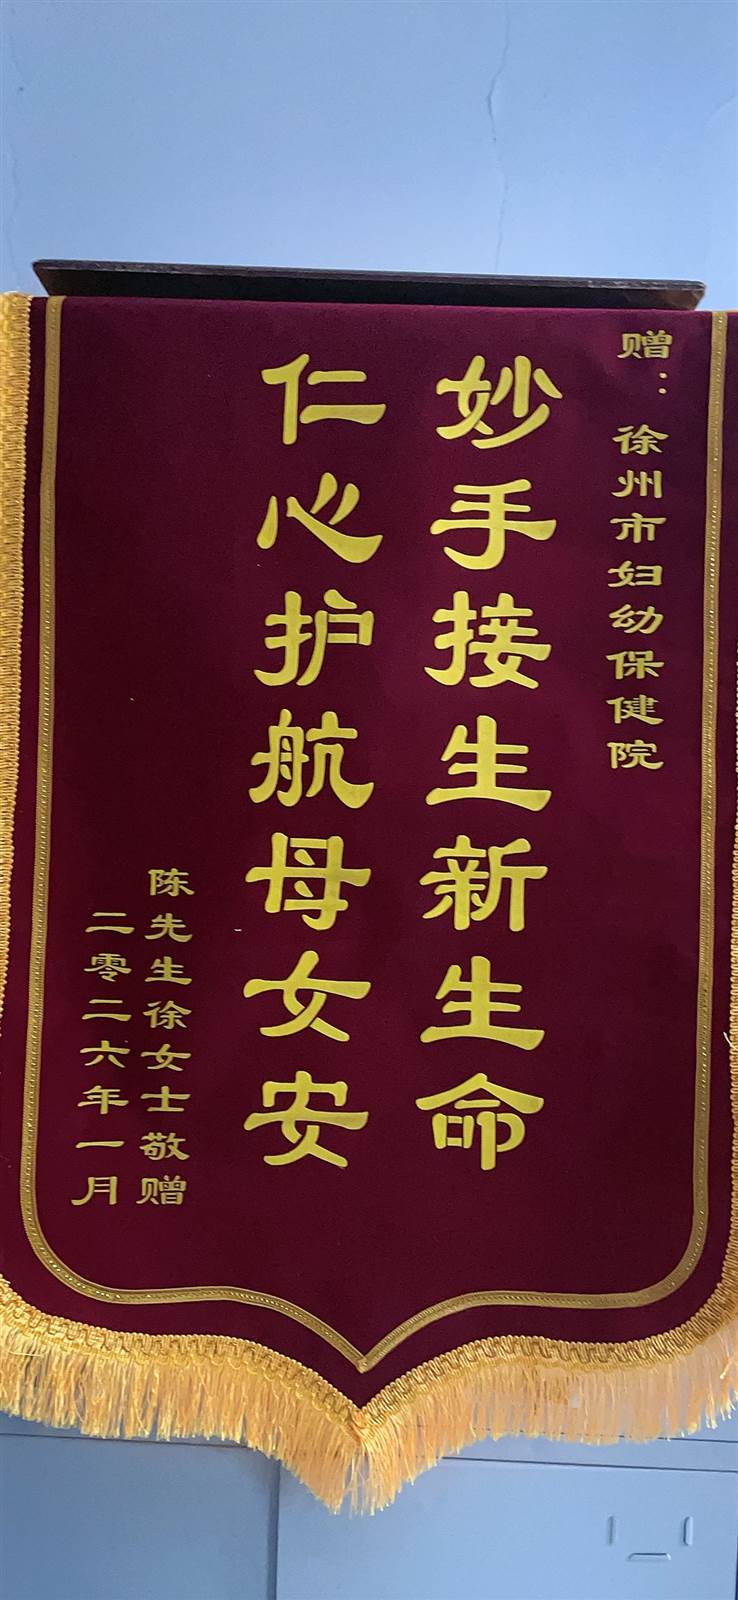 赠：徐州市妇幼保健院
妙手接生新生命
仁心护航母女安
陈先生徐女士敬赠
二零二六年一月